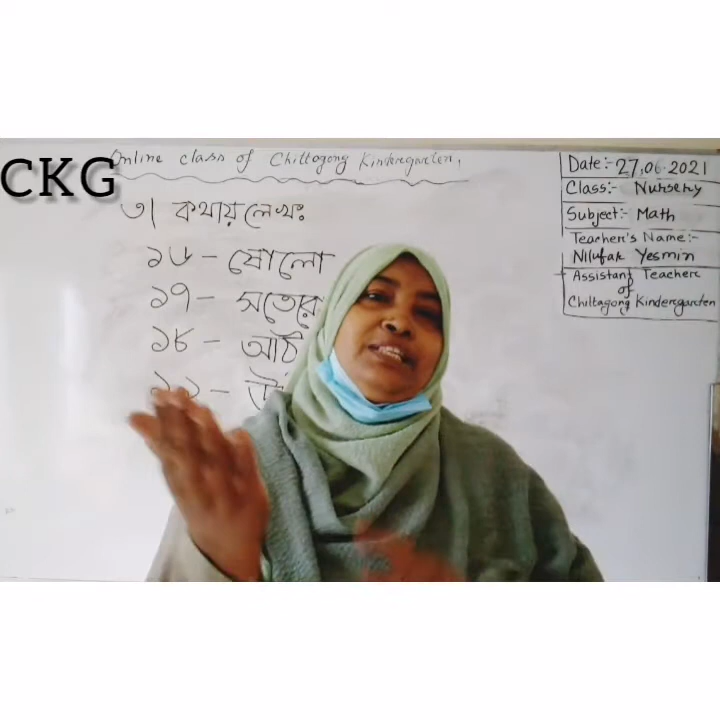 Online class of Chittagong Kindergarten,
CKG
৩| কথায় লেখঃ
১৬ - ষোলো
১৭ - সতেরো
১৮ - আঠ
১৯ - উ
Date:- 27.06.2021
Class:- Nursery
Subject:- Math
Teacher's Name:-
Nilufar Yesmin
Assistant Teacher
of
Chittagong Kindergarten